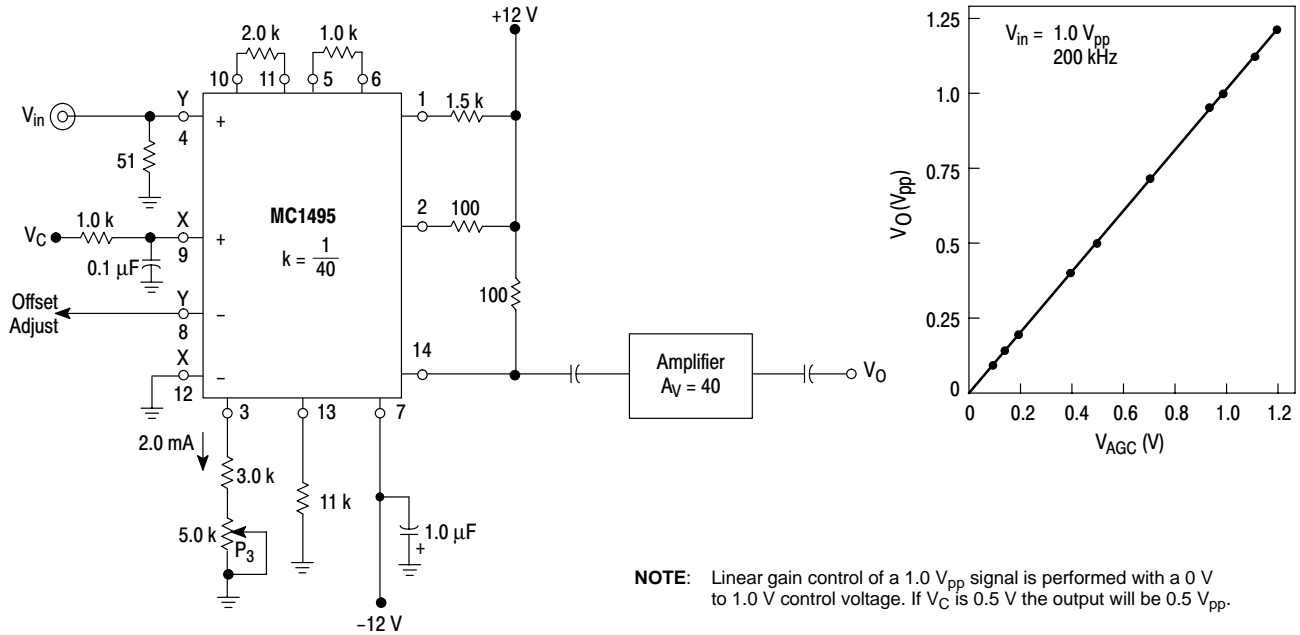 +12 V
2.0 k
1.0 k
10
11
5
6
Vin
Y
4
+
1
1.5 k
51
MC1495
k = 1/40
2
100
VC
1.0 k
X
9
+
0.1 µF
100
Offset
Adjust
Y
8
–
X
12
–
14
Amplifier
AV = 40
VO
3
13
7
2.0 mA
3.0 k
5.0 k
P3
11 k
1.0 µF
+
–12 V
Vin = 1.0 Vpp
200 kHz
VO (Vpp)
1.25
1.0
0.75
0.5
0.25
0
0 0.2 0.4 0.6 0.8 1.0 1.2
VAGC (V)
NOTE: Linear gain control of a 1.0 Vpp signal is performed with a 0 V
to 1.0 V control voltage. If VC is 0.5 V the output will be 0.5 Vpp.